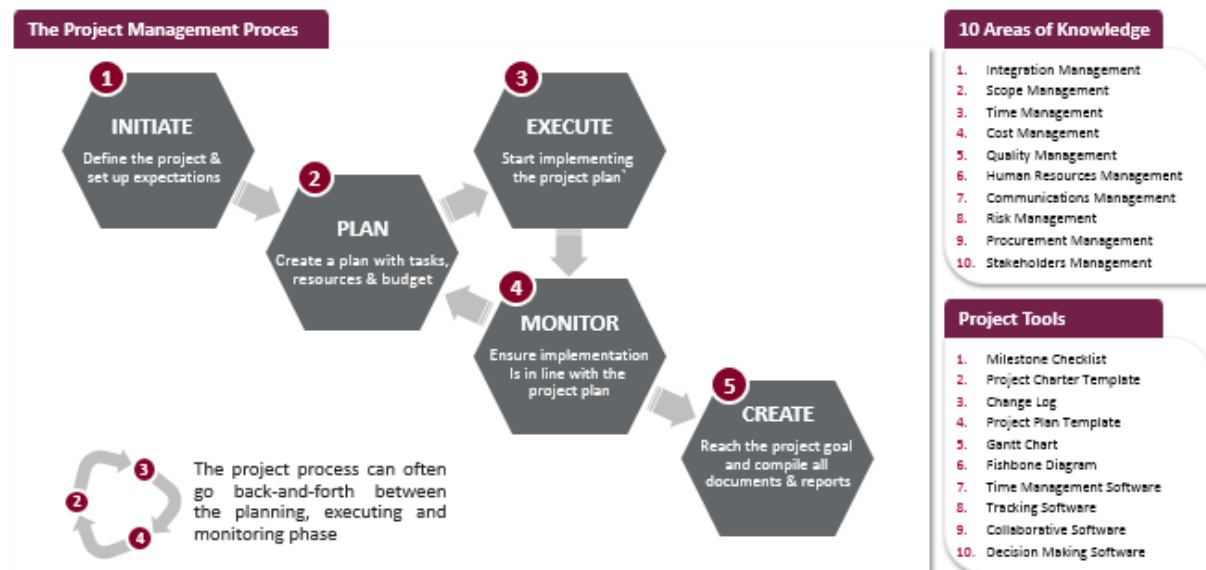 The Project Management Proces
1
INITIATE
Define the project &
set up expectations
2
PLAN
Create a plan with tasks,
resources & budget
3
EXECUTE
Start implementing
the project plan`
4
MONITOR
Ensure implementation
Is in line with the
project plan
5
CREATE
Reach the project goal
and compile all
documents & reports
2
3
4
The project process can often
go back-and-forth between
the planning, executing and
monitoring phase
10 Areas of Knowledge
1. Integration Management
2. Scope Management
3. Time Management
4. Cost Management
5. Quality Management
6. Human Resources Management
7. Communications Management
8. Risk Management
9. Procurement Management
10. Stakeholders Management
Project Tools
1. Milestone Checklist
2. Project Charter Template
3. Change Log
4. Project Plan Template
5. Gantt Chart
6. Fishbone Diagram
7. Time Management Software
8. Tracking Software
9. Collaborative Software
10. Decision Making Software